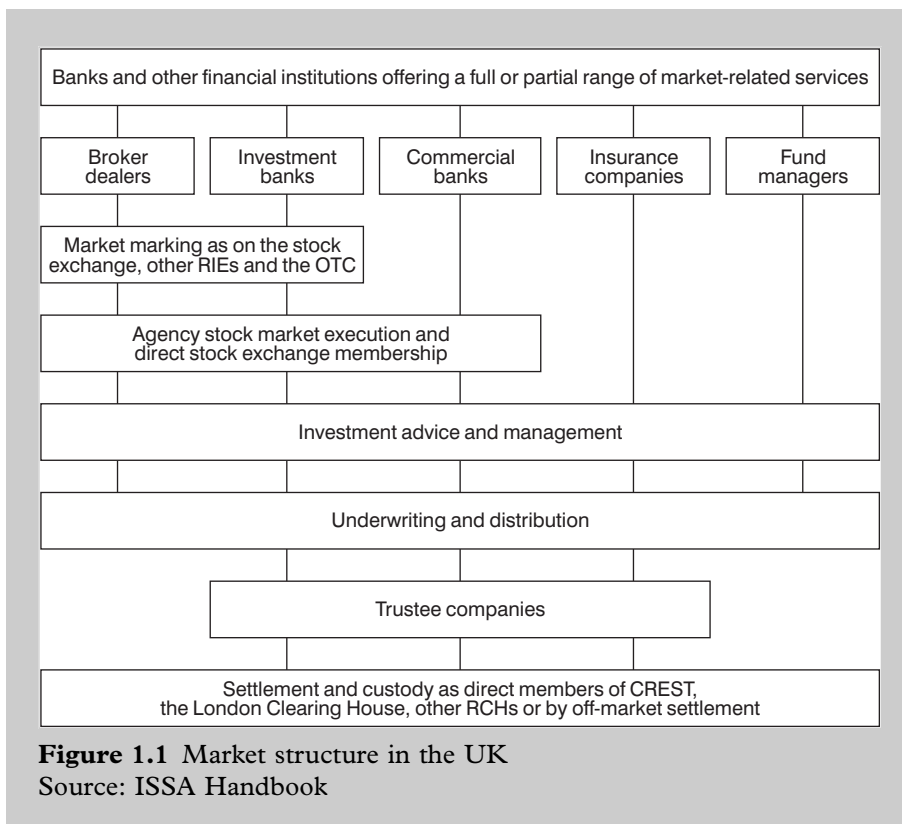 Banks and other financial institutions offering a full or partial range of market-related services
Broker
dealers
Investment
banks
Commercial
banks
Insurance
companies
Fund
managers
Market marking as on the stock
exchange, other RIEs and the OTC
Agency stock market execution and
direct stock exchange membership
Investment advice and management
Underwriting and distribution
Trustee companies
Settlement and custody as direct members of CREST,
the London Clearing House, other RCHs or by off-market settlement
Figure 1.1 Market structure in the UK
Source: ISSA Handbook